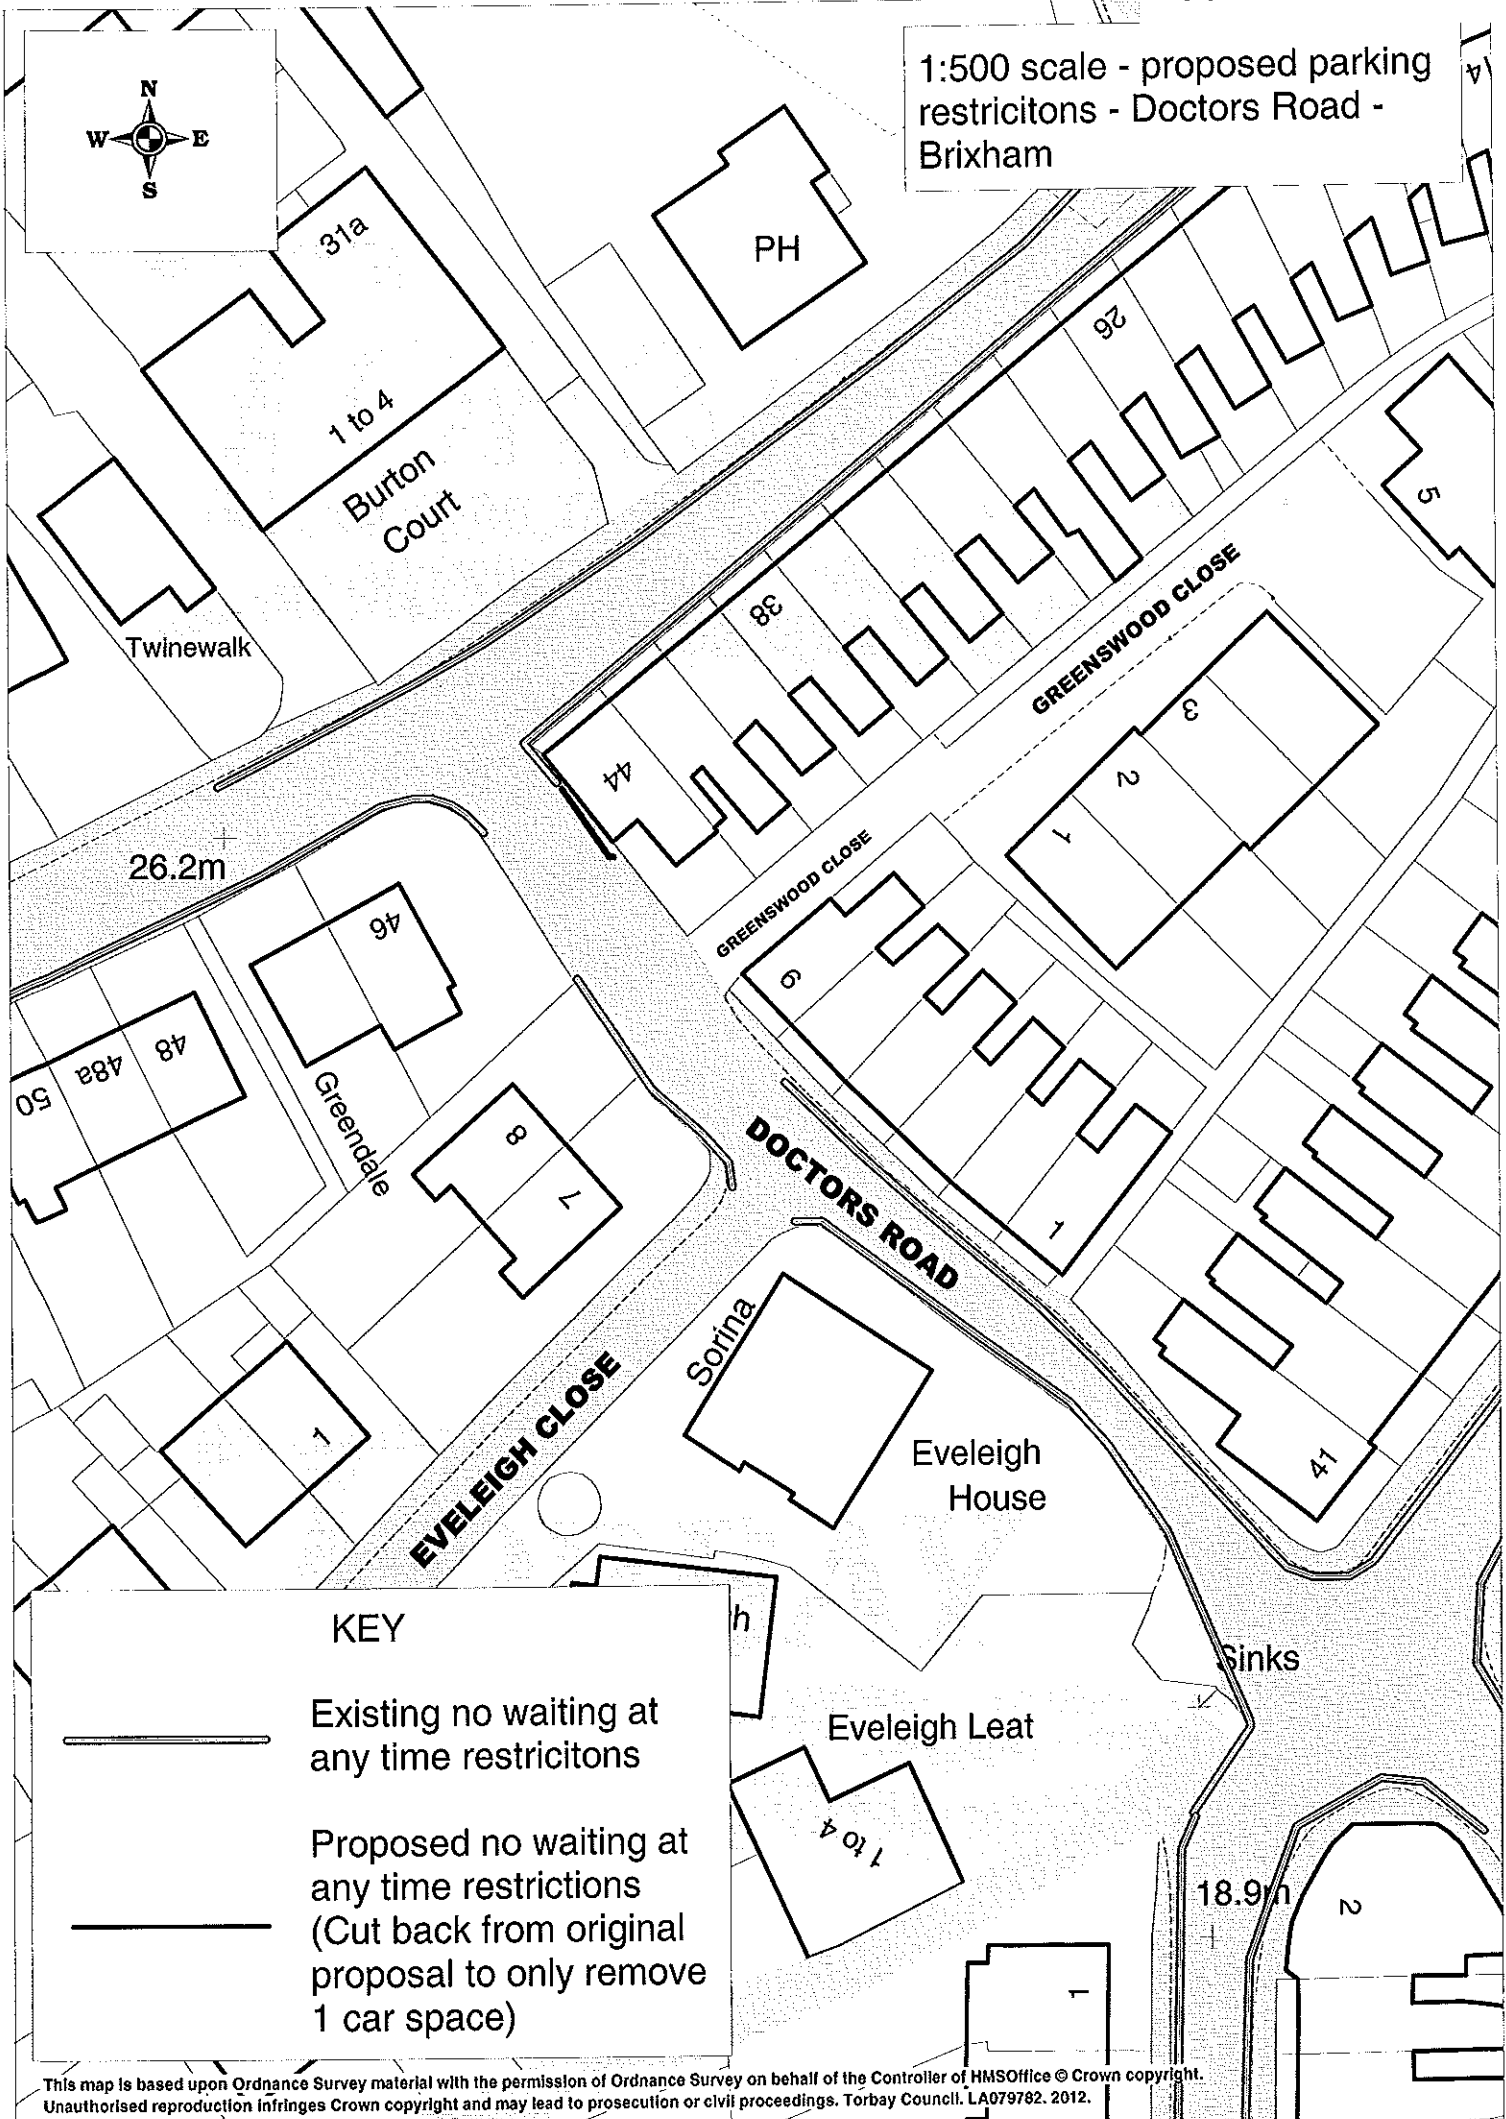 1:500 scale - proposed parking
restricitons - Doctors Road -
Brixham
N
W E
S
14
31a
PH
26
1 to 4
Burton
Court
5
Twinewalk
38
GREENSWOOD CLOSE
3
44
2
1
26.2m
GREENSWOOD CLOSE
46
6
48
48a
50
Greendale
8
7
DOCTORS ROAD
1
Sorina
EVELEIGH CLOSE
1
Eveleigh
House
41
Sinks
Eveleigh Leat
1 to 4
18.9m
2
1
KEY
Existing no waiting at
any time restricitons
Proposed no waiting at
any time restrictions
(Cut back from original
proposal to only remove
1 car space)
This map is based upon Ordnance Survey material with the permission of Ordnance Survey on behalf of the Controller of HMSOffice © Crown copyright.
Unauthorised reproduction infringes Crown copyright and may lead to prosecution or civil proceedings. Torbay Council. LA079782. 2012.